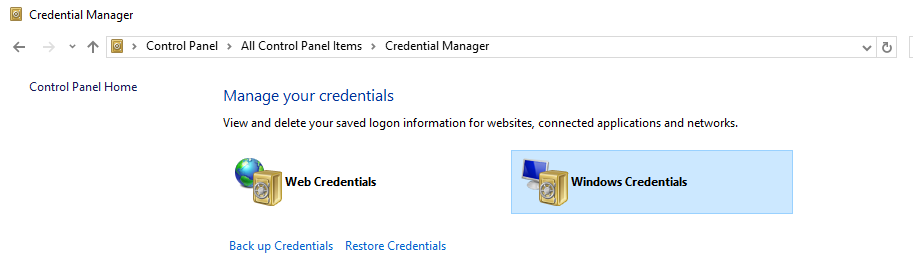 Credential Manager
Control Panel All Control Panel Items Credential Manager
Control Panel Home
Manage your credentials
View and delete your saved logon information for websites, connected applications and networks.
Web Credentials Windows Credentials
Back up Credentials Restore Credentials